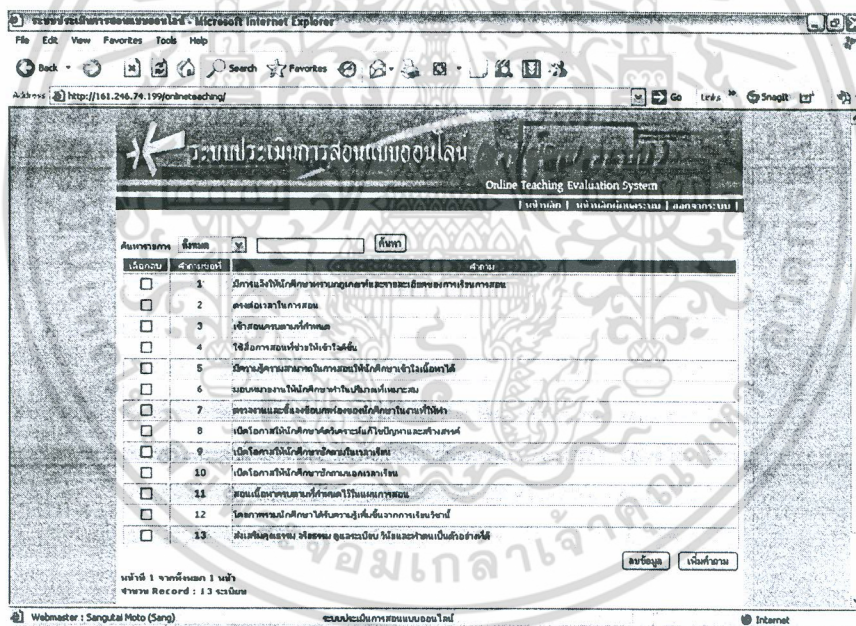 ระบบประเมินการสอนแบบออนไลน์ - Microsoft Internet Explorer
File Edit View Favorites Tools Help
Back Search Favorites
Address http://161.246.74.199/onlineteaching/ Go Links SnagIt
ระบบประเมินการสอนแบบออนไลน์
Online Teaching Evaluation System
| หน้าหลัก | หน้าหลักผู้ดูแลระบบ | ออกจากระบบ |
ค้นหารายการ ทั้งหมด ค้นหา
เลือกลบ คำถามข้อที่ คำถาม
1 มีการแจ้งให้นักศึกษาทราบกฎเกณฑ์และรายละเอียดของการเรียนการสอน
2 ตรงต่อเวลาในการสอน
3 เข้าสอนครบตามที่กำหนด
4 ใช้สื่อการสอนที่ช่วยให้เข้าใจดีขึ้น
5 มีความรู้ความสามารถในการสอนให้นักศึกษาเข้าใจเนื้อหาได้
6 มอบหมายงานให้นักศึกษาทำในปริมาณที่เหมาะสม
7 ตรวจงานและชี้แจงข้อบกพร่องของนักศึกษาในงานที่ให้ทำ
8 เปิดโอกาสให้นักศึกษาคิดวิเคราะห์แก้ไขปัญหาและสร้างสรรค์
9 เปิดโอกาสให้นักศึกษาซักถามในเวลาเรียน
10 เปิดโอกาสให้นักศึกษาซักถามนอกเวลาเรียน
11 สอนเนื้อหาครบตามที่กำหนดไว้ในแผนการสอน
12 โดยภาพรวมนักศึกษาได้รับความรู้เพิ่มขึ้นจากการเรียนวิชานี้
13 ส่งเสริมคุณธรรม จริยธรรม ดูแลระเบียบ วินัยและทำตนเป็นตัวอย่างที่ดี
ลบข้อมูล เพิ่มคำถาม
หน้าที่ 1 จากทั้งหมด 1 หน้า
จำนวน Record : 13 ระเบียน
Webmaster : Sangutai Moto (Sang) ระบบประเมินการสอนแบบออนไลน์ Internet